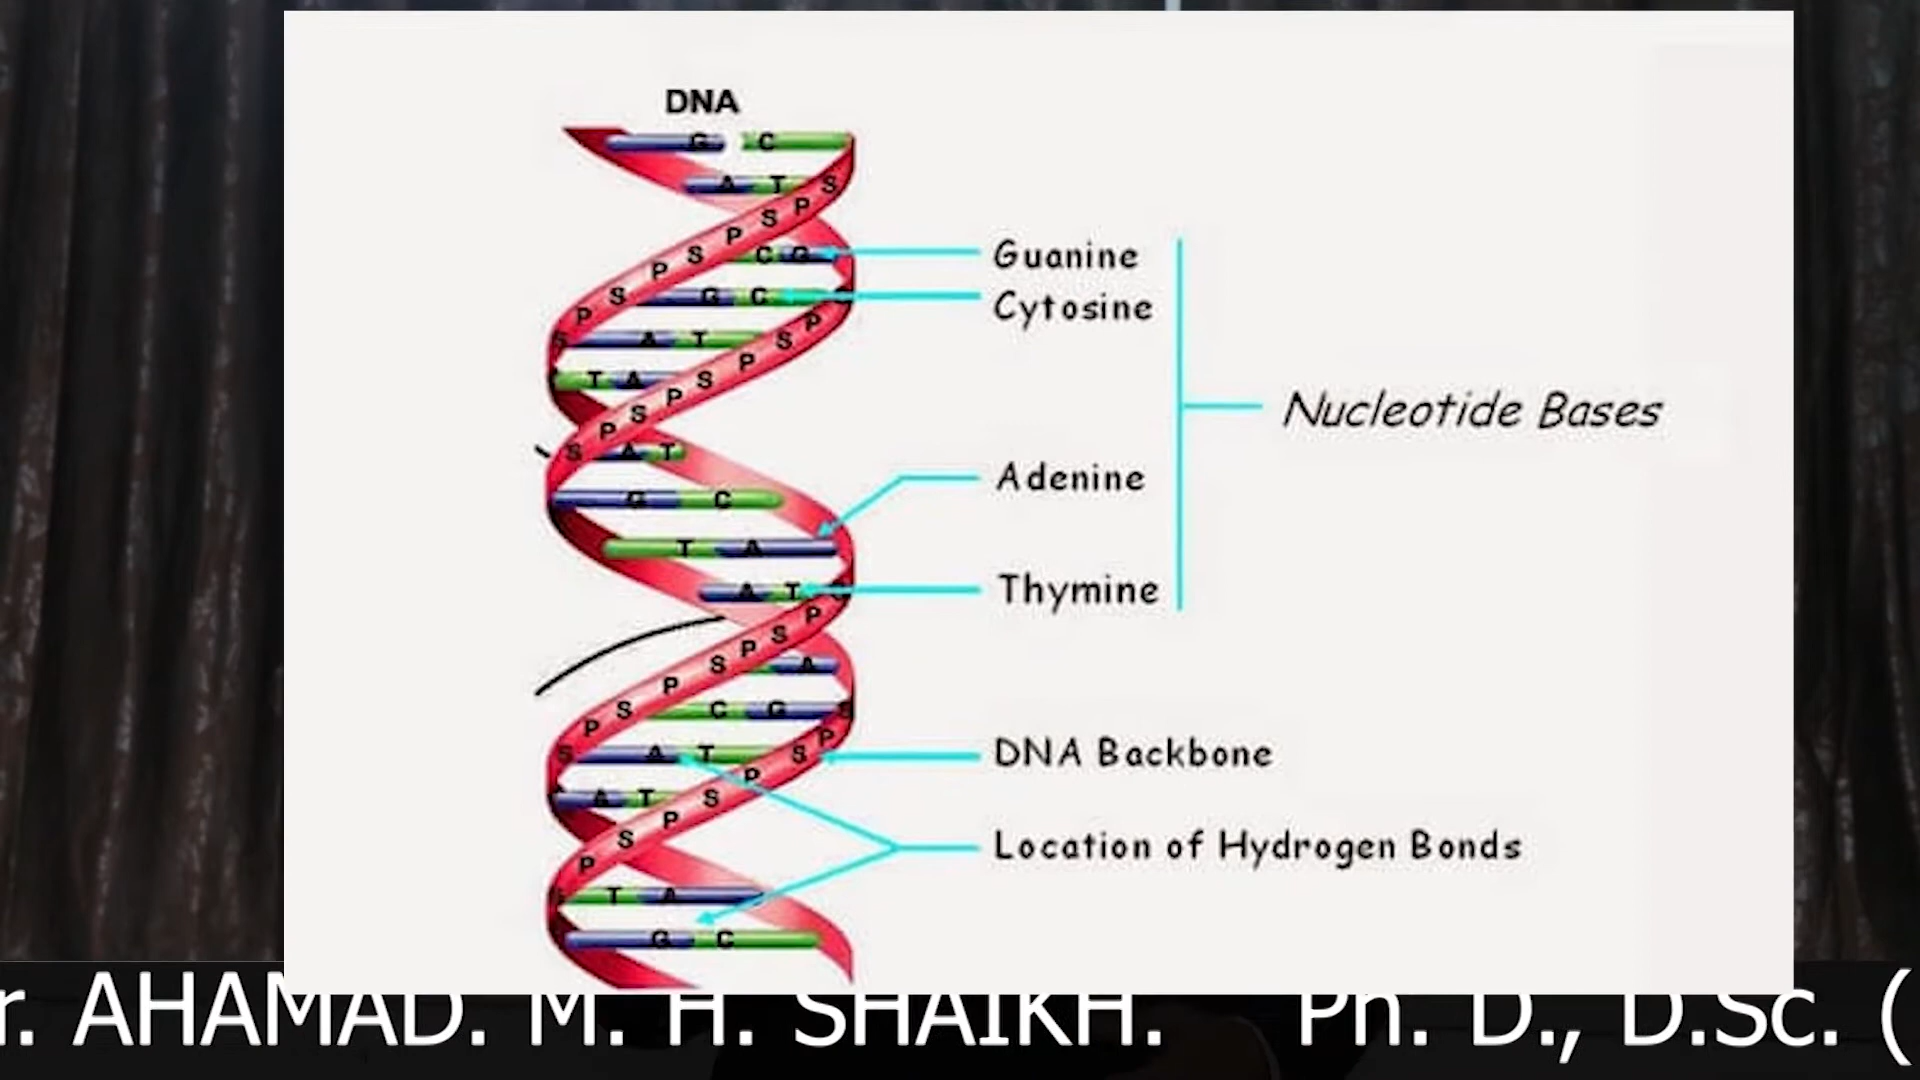 DNA
G C
A T S
P
S
P
S C G
P
S G C
P P
S A T S
P
T A S
P
S
P
S A T
G C
T A
A T
P
S
P
S A
P
S C G S
P P
S A T S
P
A T S
P
S
P
S T A
G C
Guanine
Cytosine
Adenine
Thymine
Nucleotide Bases
DNA Backbone
Location of Hydrogen Bonds
r. AHAMAD. M. H. SHAIKH. Ph. D., D.Sc. (